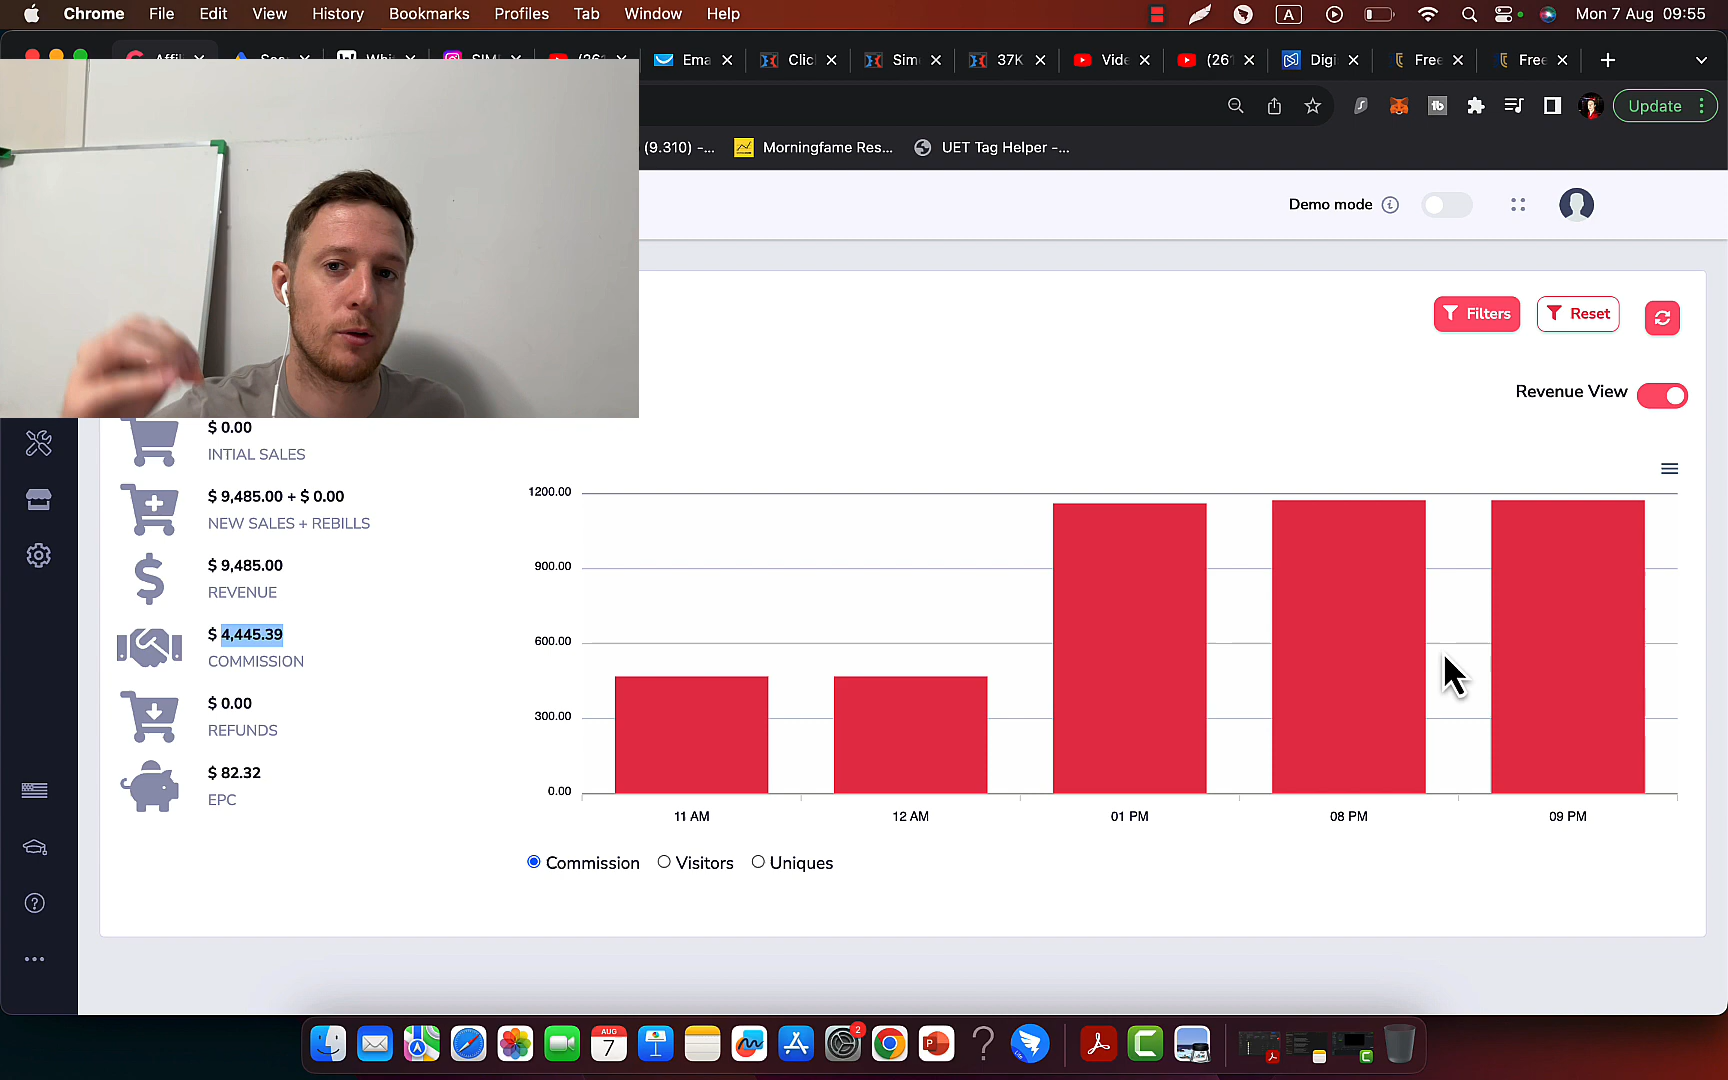 Chrome File Edit View History Bookmarks Profiles Tab Window Help A Mon 7 Aug 09:55
Ema Clic Sim 37K Vide (26 Digi Free Free
Update
(9.310) -... Morningfame Res... UET Tag Helper -...
Demo mode
Filters Reset
Revenue View
$ 0.00
INTIAL SALES
$ 9,485.00 + $ 0.00
NEW SALES + REBILLS
$ 9,485.00
REVENUE
$ 4,445.39
COMMISSION
$ 0.00
REFUNDS
$ 82.32
EPC
1200.00
900.00
600.00
300.00
0.00
11 AM 12 AM 01 PM 08 PM 09 PM
Commission Visitors Uniques
AUG
7
2